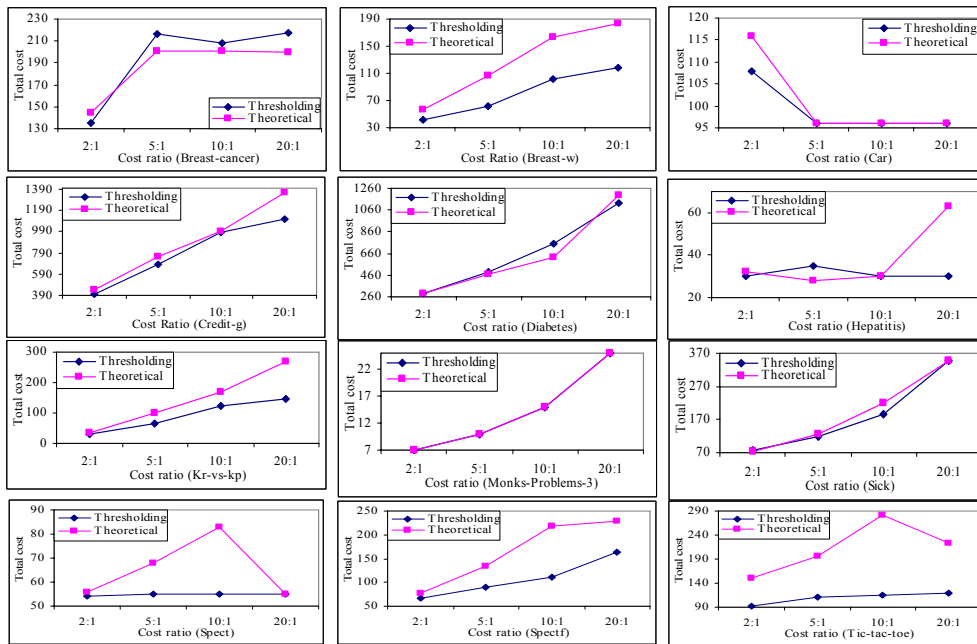 230
210
190
170
150
130
Total cost
Thresholding
Theoretical
2:1 5:1 10:1 20:1
Cost ratio (Breast-cancer)
190
150
110
70
30
Total cost
Thresholding
Theoretical
2:1 5:1 10:1 20:1
Cost Ratio (Breast-w)
125
120
115
110
105
100
95
Total cost
Thresholding
Theoretical
2:1 5:1 10:1 20:1
Cost ratio (Car)
1390
1190
990
790
590
390
Total cost
Thresholding
Theoretical
2:1 5:1 10:1 20:1
Cost Ratio (Credit-g)
1260
1060
860
660
460
260
Total cost
Thresholding
Theoretical
2:1 5:1 10:1 20:1
Cost ratio (Diabetes)
60
40
20
Total cost
Thresholding
Theoretical
2:1 5:1 10:1 20:1
Cost ratio (Hepatitis)
300
200
100
0
Total cost
Thresholding
Theoretical
2:1 5:1 10:1 20:1
Cost ratio (Kr-vs-kp)
22
17
12
7
Total cost
Thresholding
Theoretical
2:1 5:1 10:1 20:1
Cost ratio (Monks-Problems-3)
370
270
170
70
Total cost
Thresholding
Theoretical
2:1 5:1 10:1 20:1
Cost ratio (Sick)
90
80
70
60
50
Total cost
Thresholding
Theoretical
2:1 5:1 10:1 20:1
Cost ratio (Spect)
250
200
150
100
50
Total cost
Thresholding
Theoretical
2:1 5:1 10:1 20:1
Cost ratio (Spectf)
290
240
190
140
90
Total cost
Thresholding
Theoretical
2:1 5:1 10:1 20:1
Cost ratio (Tic-tac-toe)